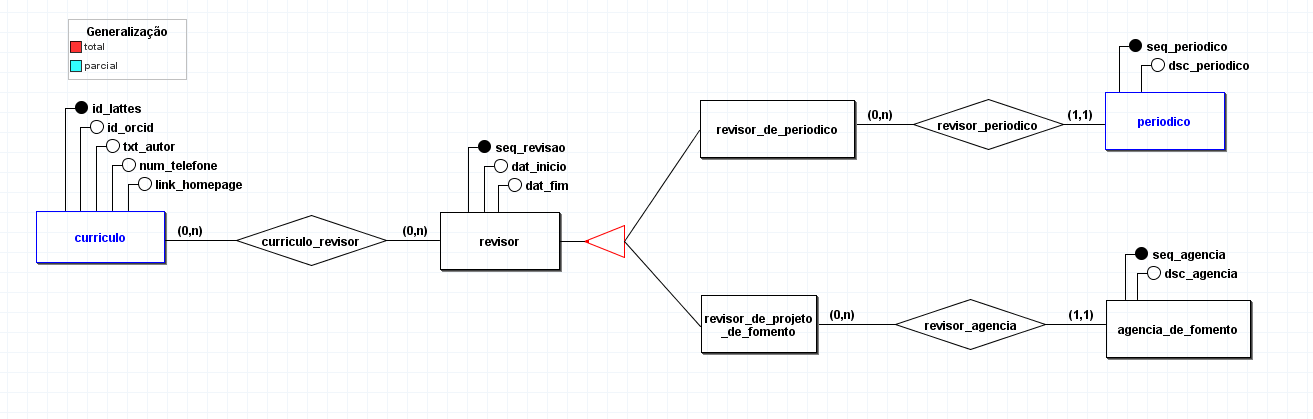 Generalização
total
parcial
id_lattes
id_orcid
txt_autor
num_telefone
link_homepage
curriculo
(0,n)
curriculo_revisor
(0,n)
seq_revisao
dat_inicio
dat_fim
revisor
revisor_de_periodico
(0,n)
revisor_periodico
(1,1)
seq_periodico
dsc_periodico
periodico
revisor_de_projeto
_de_fomento
(0,n)
revisor_agencia
(1,1)
seq_agencia
dsc_agencia
agencia_de_fomento